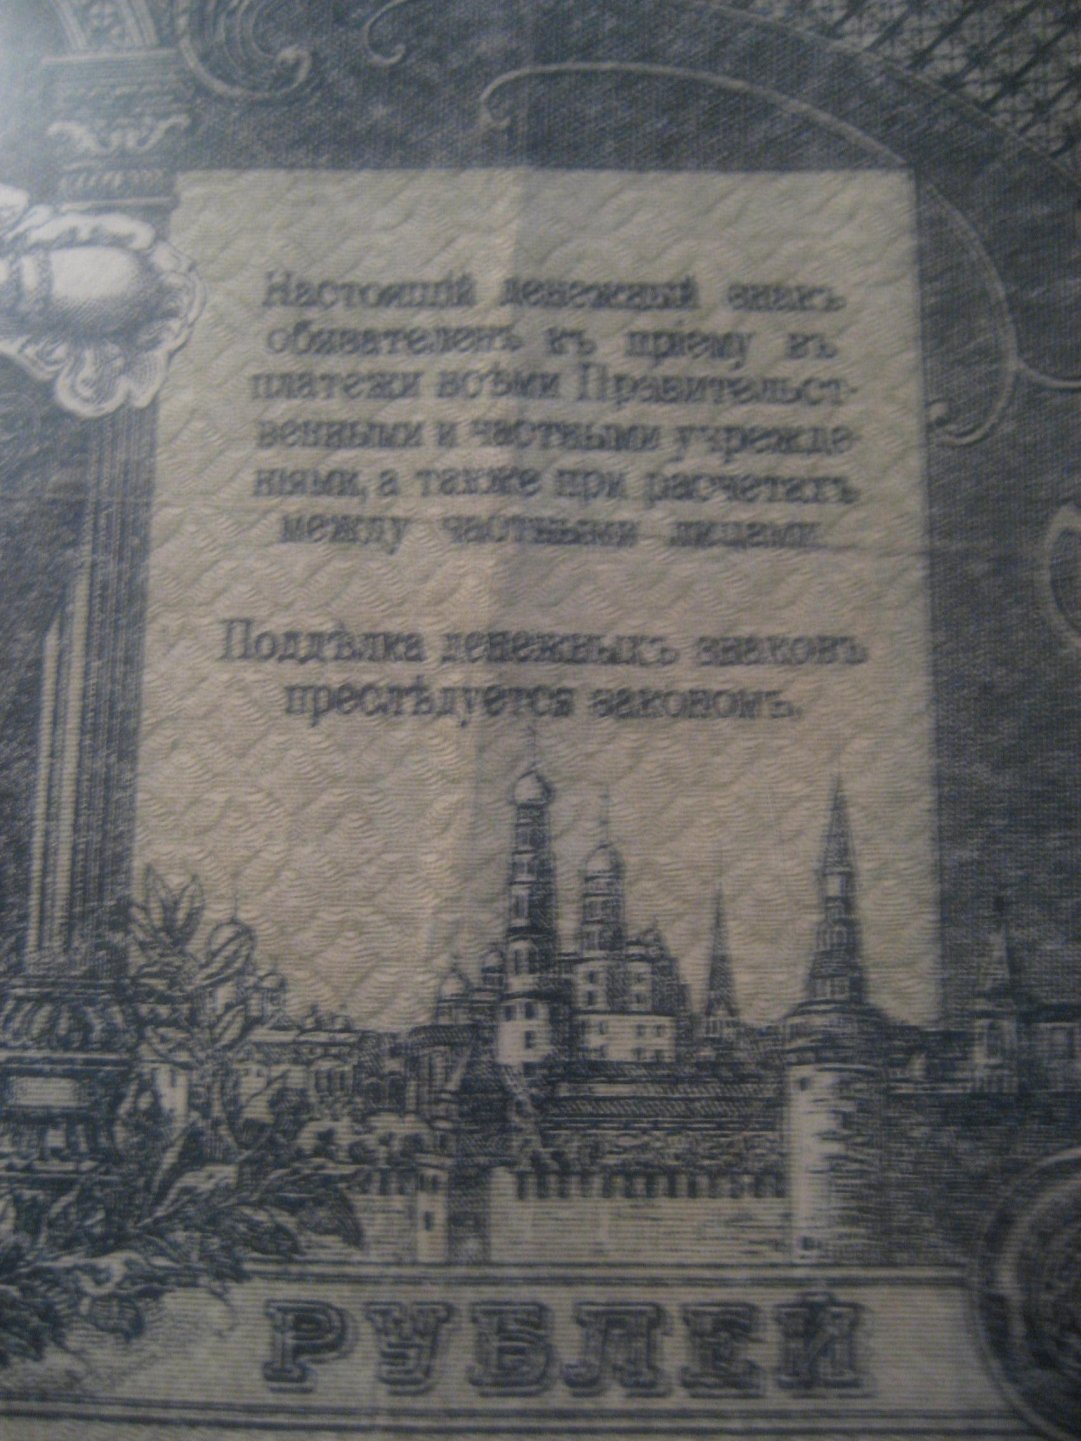 Настоящій денежный знакъ
обязателенъ къ пріему въ
платежи всѣми Правительст-
венными и частными учрежде
ніями, а также при расчетахъ
между частными лицами.
Поддѣлка денежныхъ знаковъ
преслѣдуется закономъ.
РУБЛЕЙ